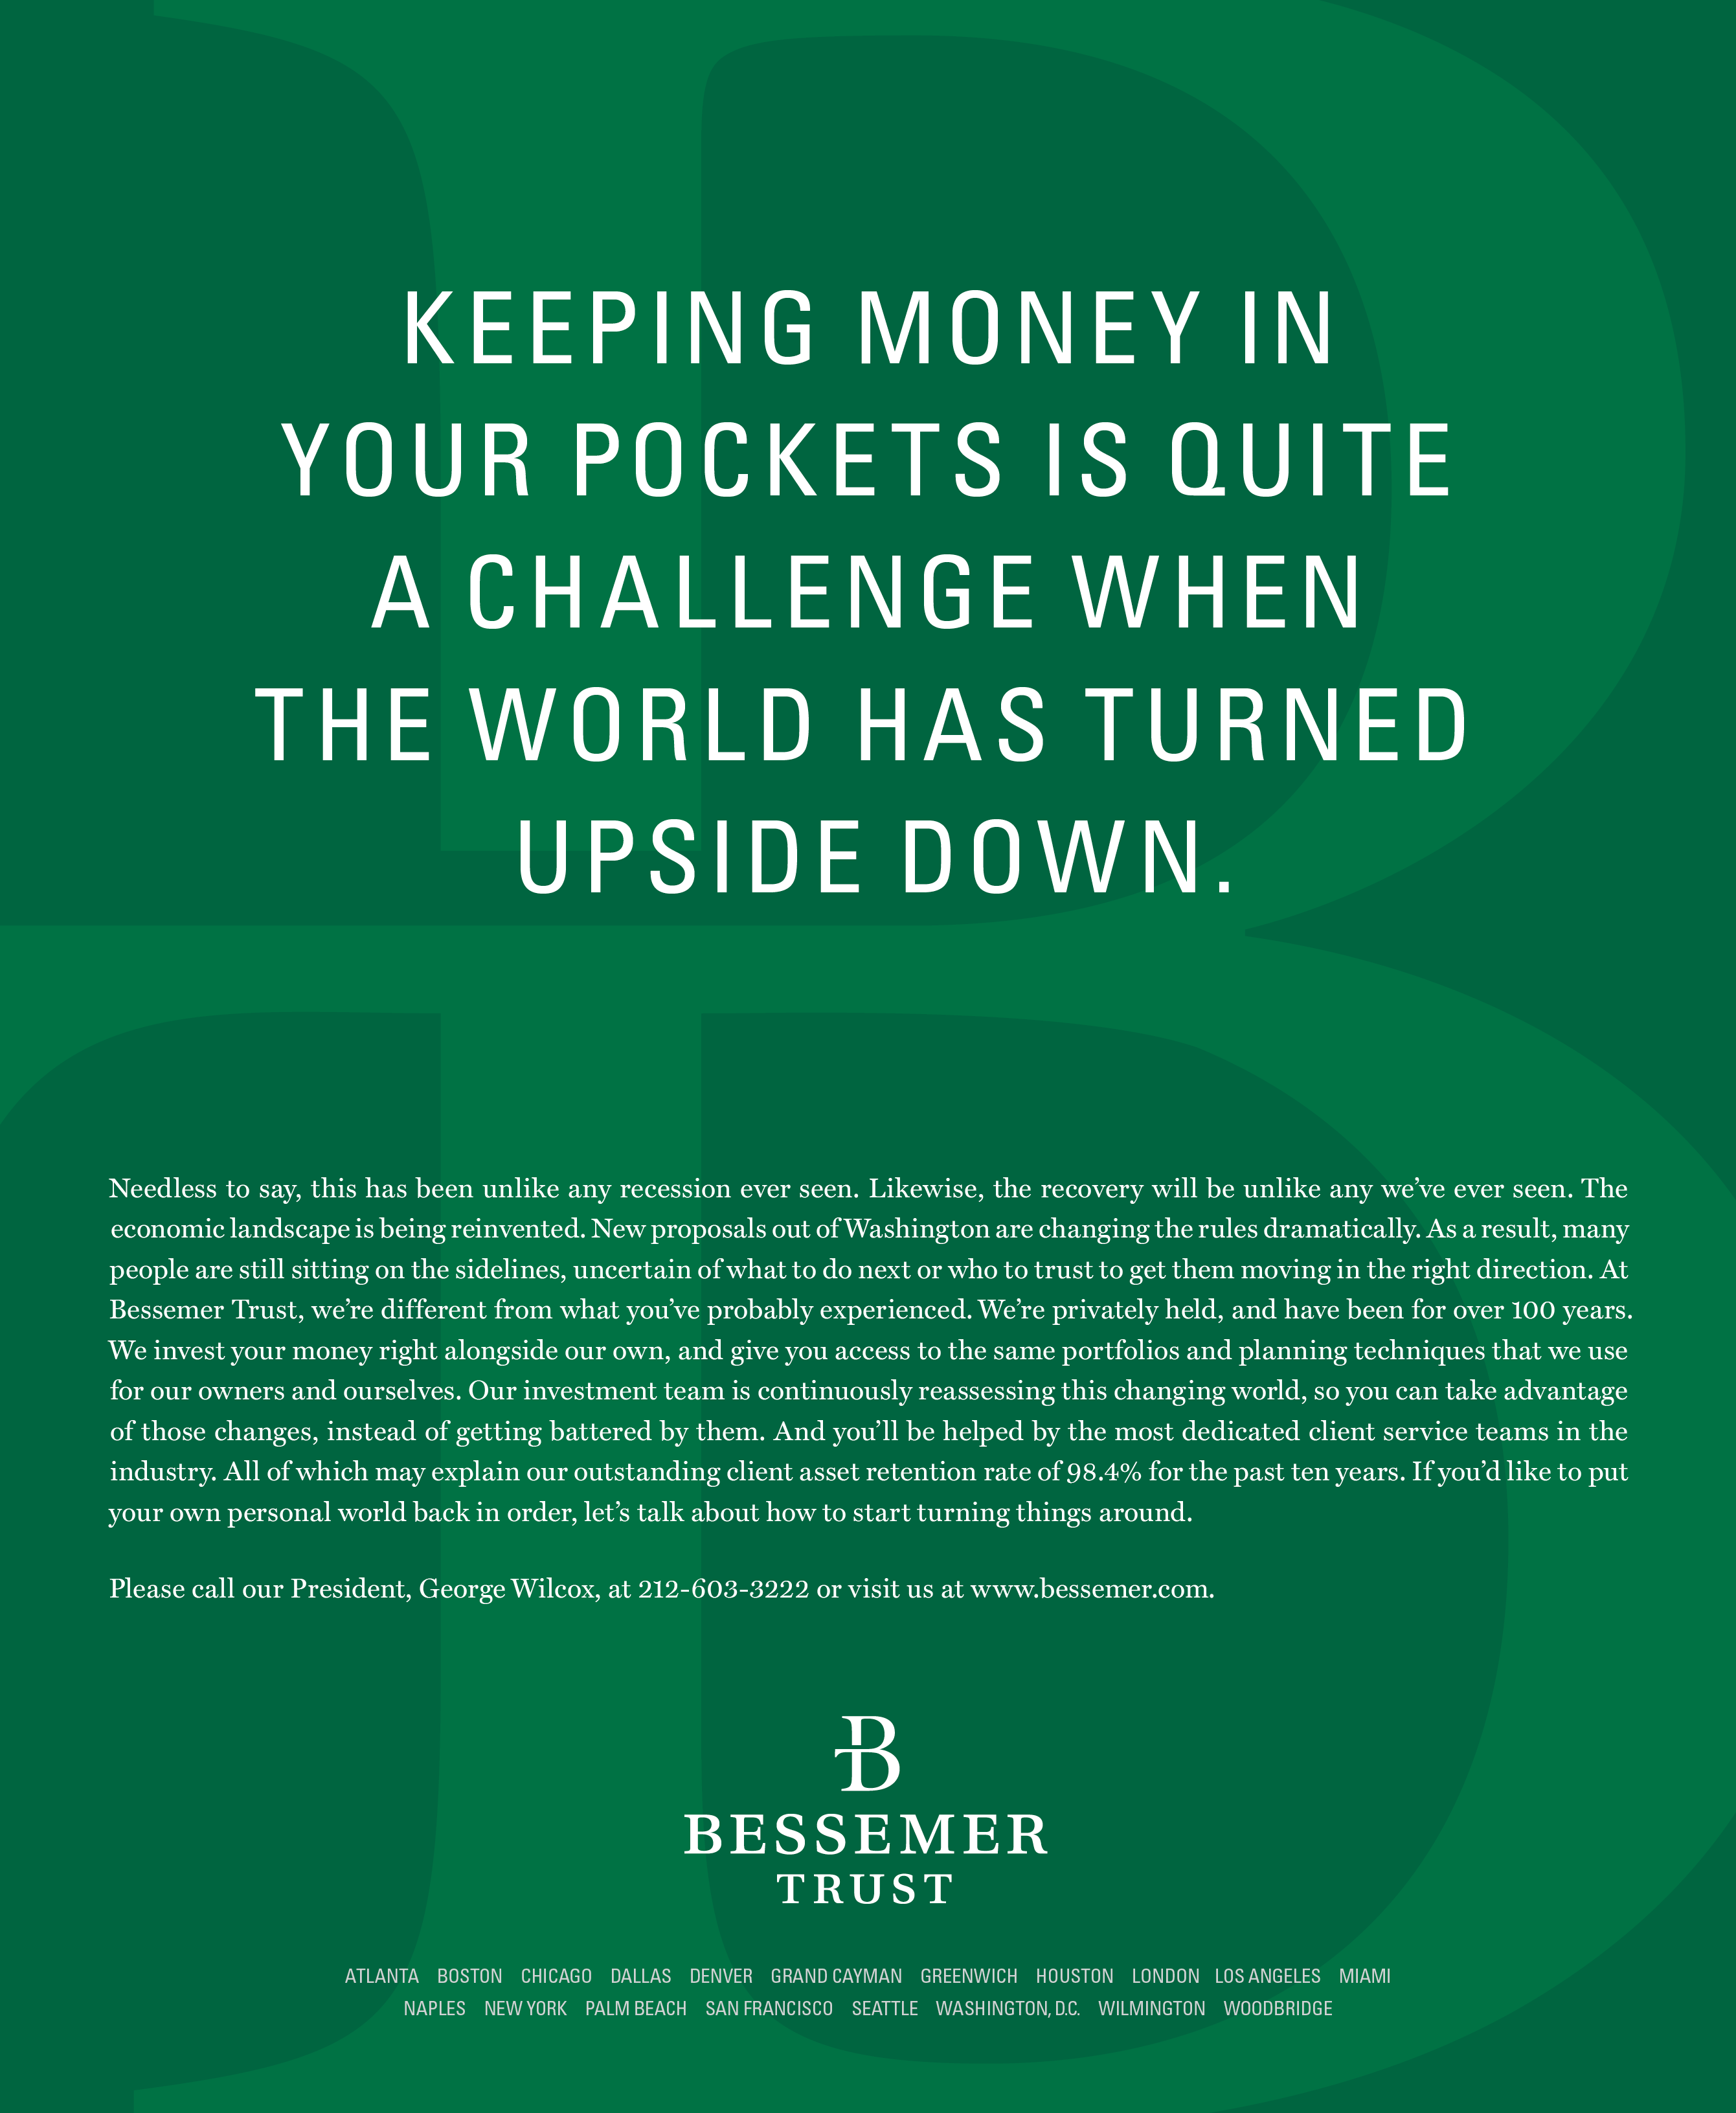 KEEPING MONEY IN
YOUR POCKETS IS QUITE
A CHALLENGE WHEN
THE WORLD HAS TURNED
UPSIDE DOWN.
Needless to say, this has been unlike any recession ever seen. Likewise, the recovery will be unlike any we’ve ever seen. The
economic landscape is being reinvented. New proposals out of Washington are changing the rules dramatically. As a result, many
people are still sitting on the sidelines, uncertain of what to do next or who to trust to get them moving in the right direction. At
Bessemer Trust, we’re different from what you’ve probably experienced. We’re privately held, and have been for over 100 years.
We invest your money right alongside our own, and give you access to the same portfolios and planning techniques that we use
for our owners and ourselves. Our investment team is continuously reassessing this changing world, so you can take advantage
of those changes, instead of getting battered by them. And you’ll be helped by the most dedicated client service teams in the
industry. All of which may explain our outstanding client asset retention rate of 98.4% for the past ten years. If you’d like to put
your own personal world back in order, let’s talk about how to start turning things around.
Please call our President, George Wilcox, at 212-603-3222 or visit us at www.bessemer.com.
B
BESSEMER
TRUST
ATLANTA BOSTON CHICAGO DALLAS DENVER GRAND CAYMAN GREENWICH HOUSTON LONDON LOS ANGELES MIAMI
NAPLES NEW YORK PALM BEACH SAN FRANCISCO SEATTLE WASHINGTON, D.C. WILMINGTON WOODBRIDGE